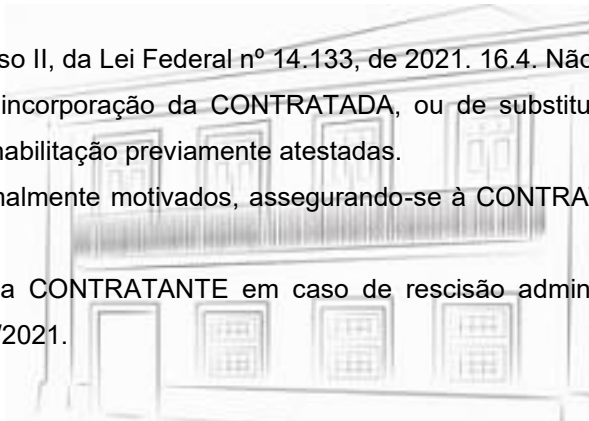 so II, da Lei Federal nº 14.133, de 2021. 16.4. Não
incorporação da CONTRATADA, ou de substitu
habilitação previamente atestadas.
nalmente motivados, assegurando-se à CONTRA
a CONTRATANTE em caso de rescisão admin
/2021.